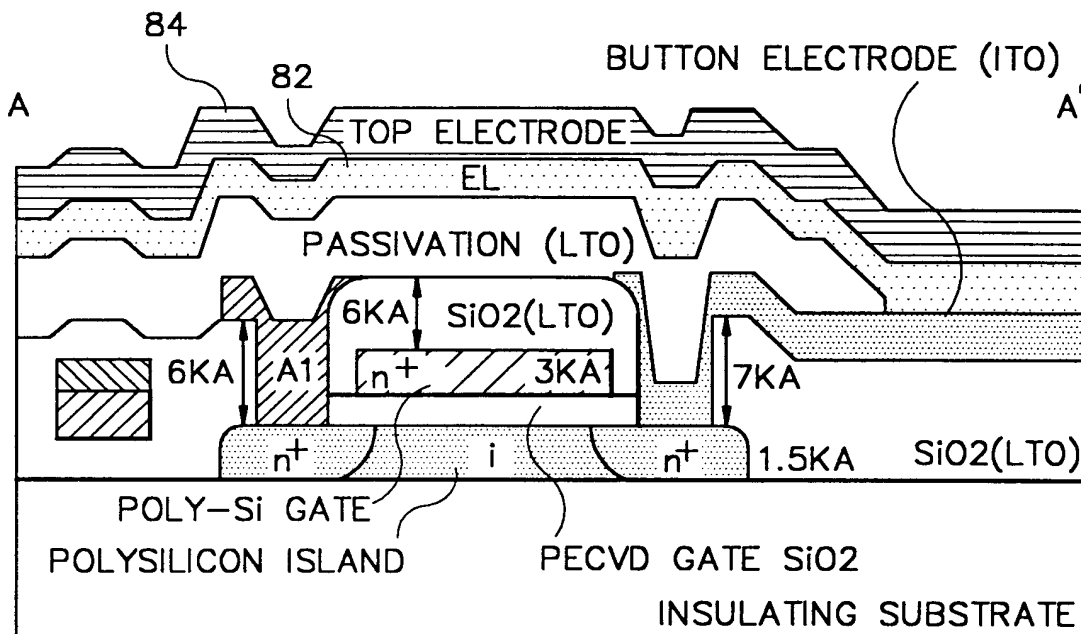 84
BUTTON ELECTRODE (ITO)
82
A
A'
TOP ELECTRODE
EL
PASSIVATION (LTO)
6KA
SiO2(LTO)
6KA
A1
n+
3KA
7KA
n+
i
n+
1.5KA
SiO2(LTO)
POLY-Si GATE
POLYSILICON ISLAND
PECVD GATE SiO2
INSULATING SUBSTRATE